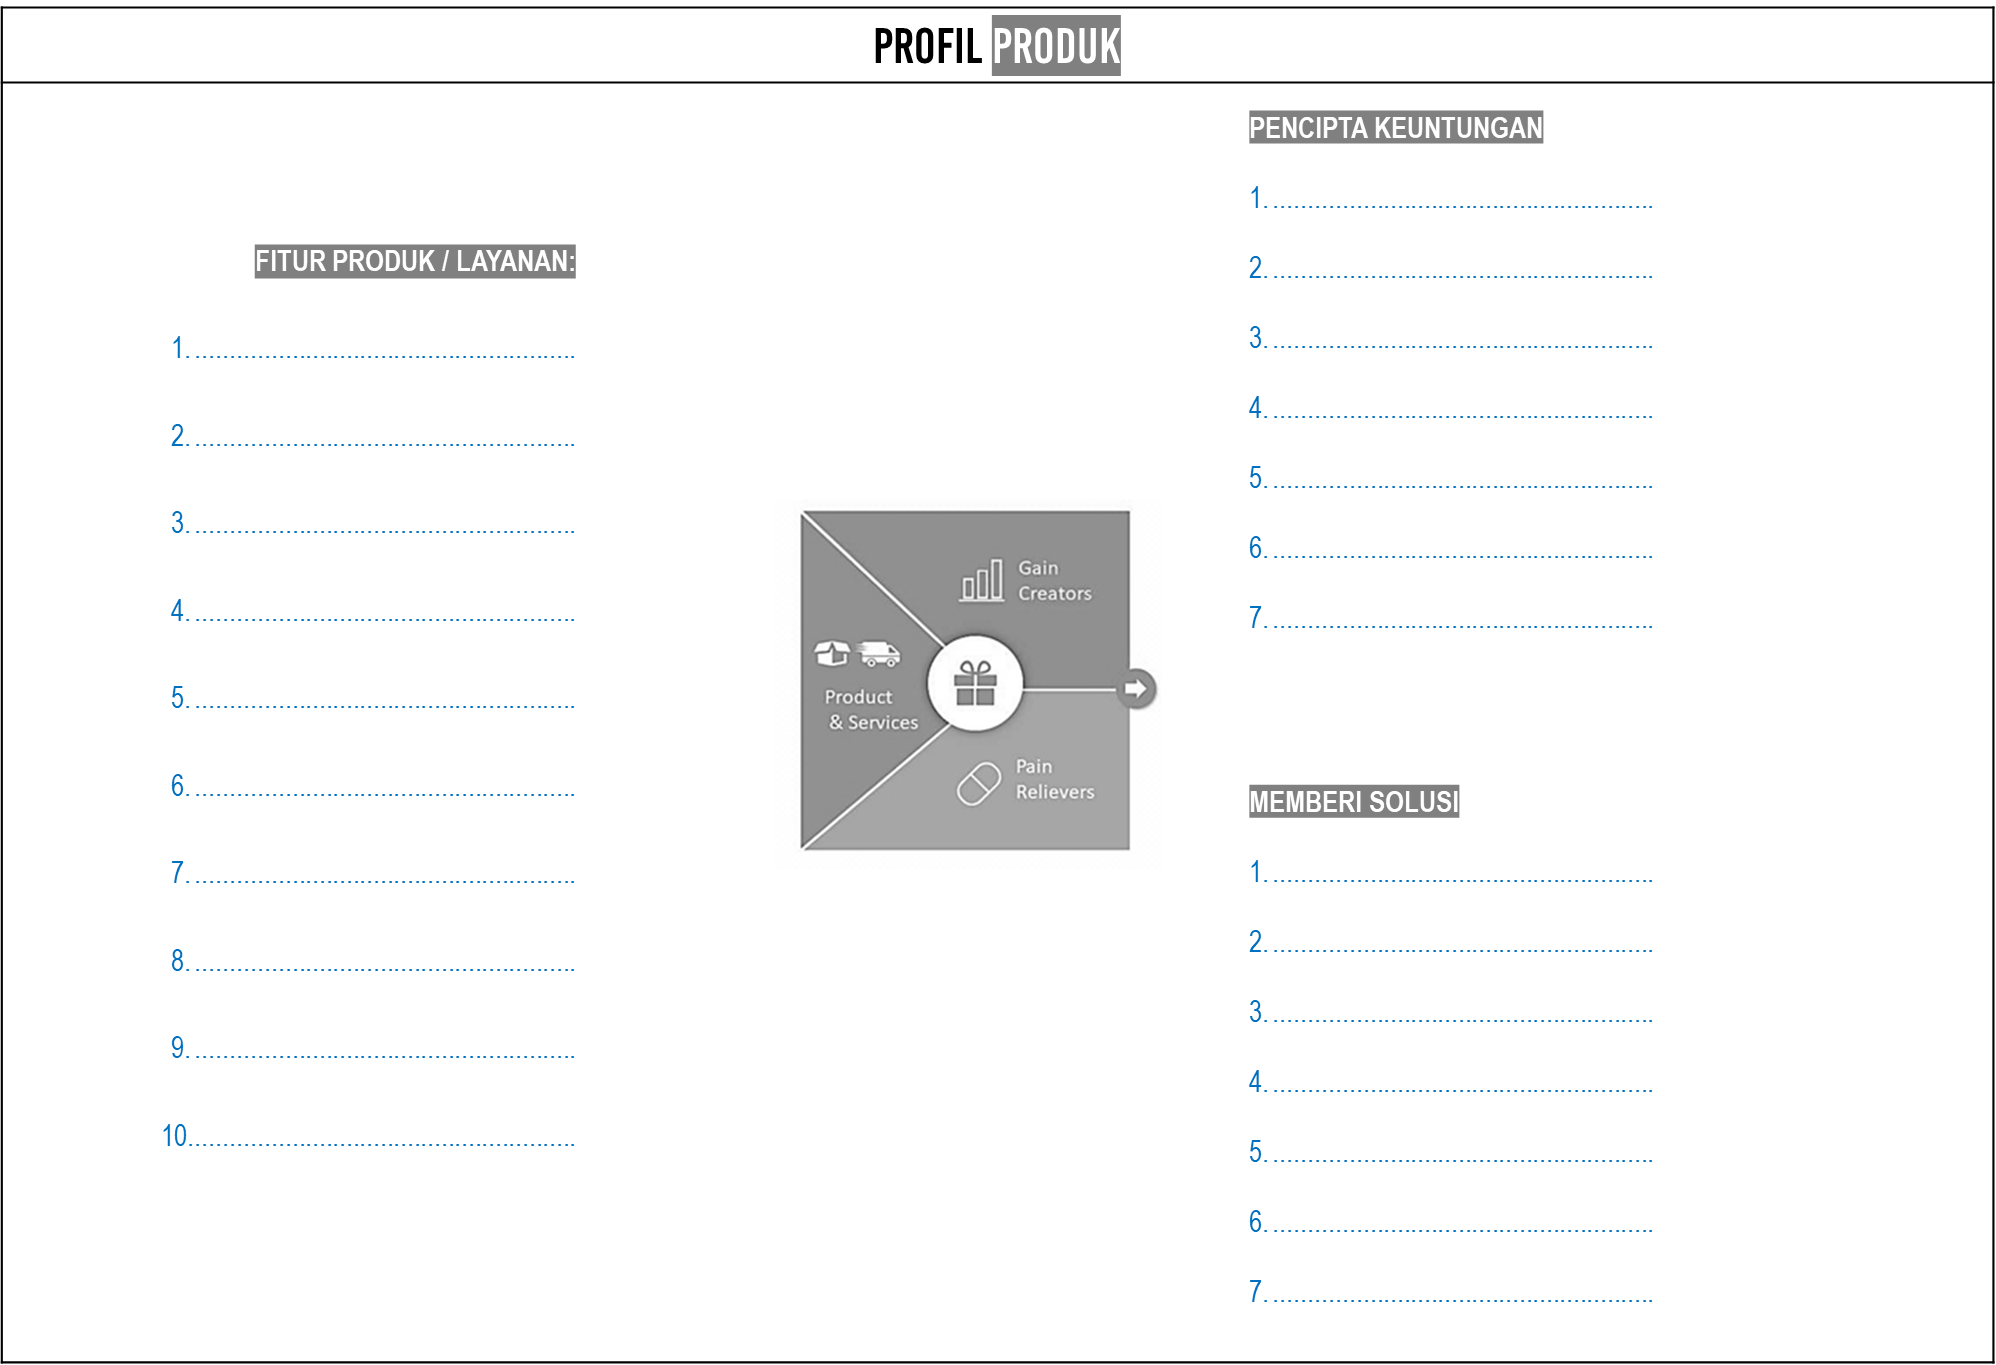 PROFIL PRODUK
FITUR PRODUK / LAYANAN:
1. ......................................................
2. ......................................................
3. ......................................................
4. ......................................................
5. ......................................................
6. ......................................................
7. ......................................................
8. ......................................................
9. ......................................................
10.......................................................
Gain
Creators
Product
& Services
Pain
Relievers
PENCIPTA KEUNTUNGAN
1. ......................................................
2. ......................................................
3. ......................................................
4. ......................................................
5. ......................................................
6. ......................................................
7. ......................................................
MEMBERI SOLUSI
1. ......................................................
2. ......................................................
3. ......................................................
4. ......................................................
5. ......................................................
6. ......................................................
7. ......................................................